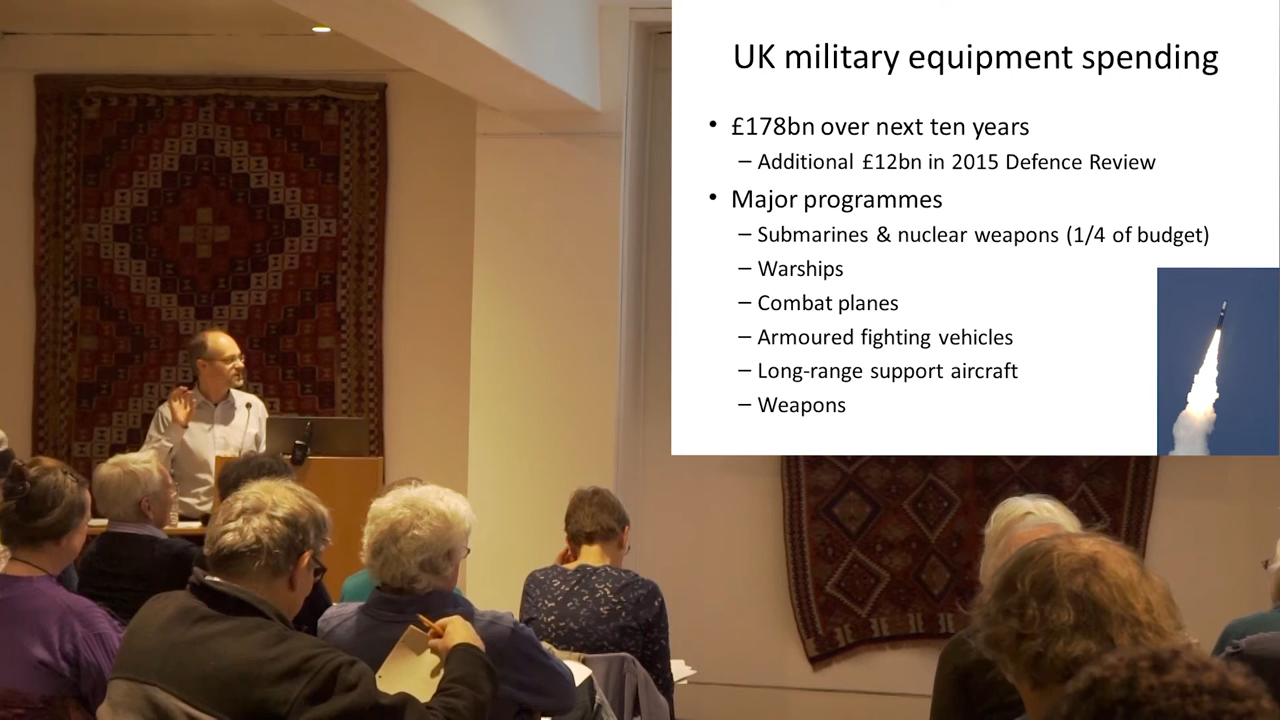 UK military equipment spending
• £178bn over next ten years
– Additional £12bn in 2015 Defence Review
• Major programmes
– Submarines & nuclear weapons (1/4 of budget)
– Warships
– Combat planes
– Armoured fighting vehicles
– Long-range support aircraft
– Weapons